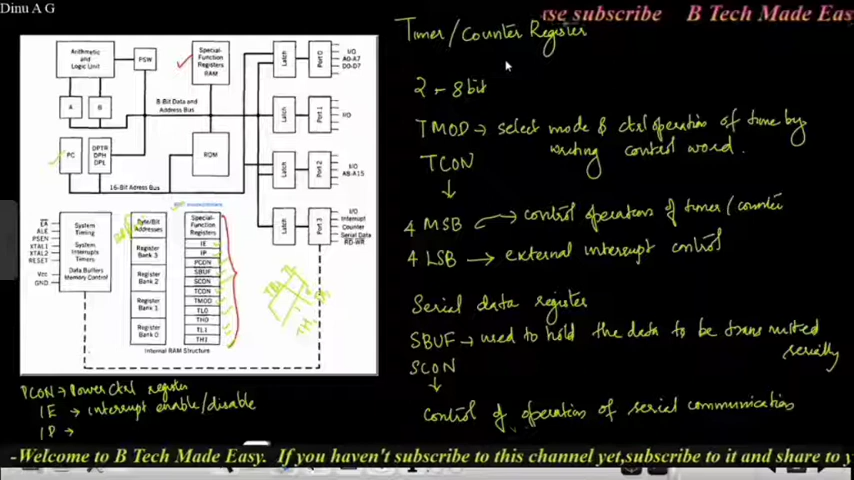 Dinu A G
se subscribe B Tech Made Eas
Timer/Counter Register
2 - 8 bit
TMOD → select mode & ctrl operation of time by
writing control word.
TCON
↓
4 MSB → control operations of timer/counter
4 LSB → external interrupt control
Serial data register
SBUF → used to hold the data to be transmitted
serially
SCON
↓
control of operation of serial communication
Arithmetic
and
Logic Unit
PSW
Special-
Function
Registers
RAM
Latch
Port 0
I/O
A0-A7
D0-D7
A
B
8-Bit Data and
Address Bus
Latch
Port 1
I/O
PC
DPTR
DPH
DPL
ROM
Latch
Port 2
I/O
A8-A15
16-Bit Adress Bus
Latch
Port 3
I/O
Interrupt
Counter
Serial Data
RD-WR
EA
ALE
PSEN
XTAL1
XTAL2
RESET
Vcc
GND
System
Timing
System
Interrupts
Timers
Data Buffers
Memory Control
Byte/Bit
Addresses
Register
Bank 3
Register
Bank 2
Register
Bank 1
Register
Bank 0
Special-
Function
Registers
IE
IP
PCON
SBUF
SCON
TCON
TMOD
TL0
TH0
TL1
TH1
Internal RAM Structure
PCON → Power Ctrl register
IE → interrupt enable/disable
IP →
-Welcome to B Tech Made Easy. If you haven't subscribe to this channel yet,subscribe to it and share to y